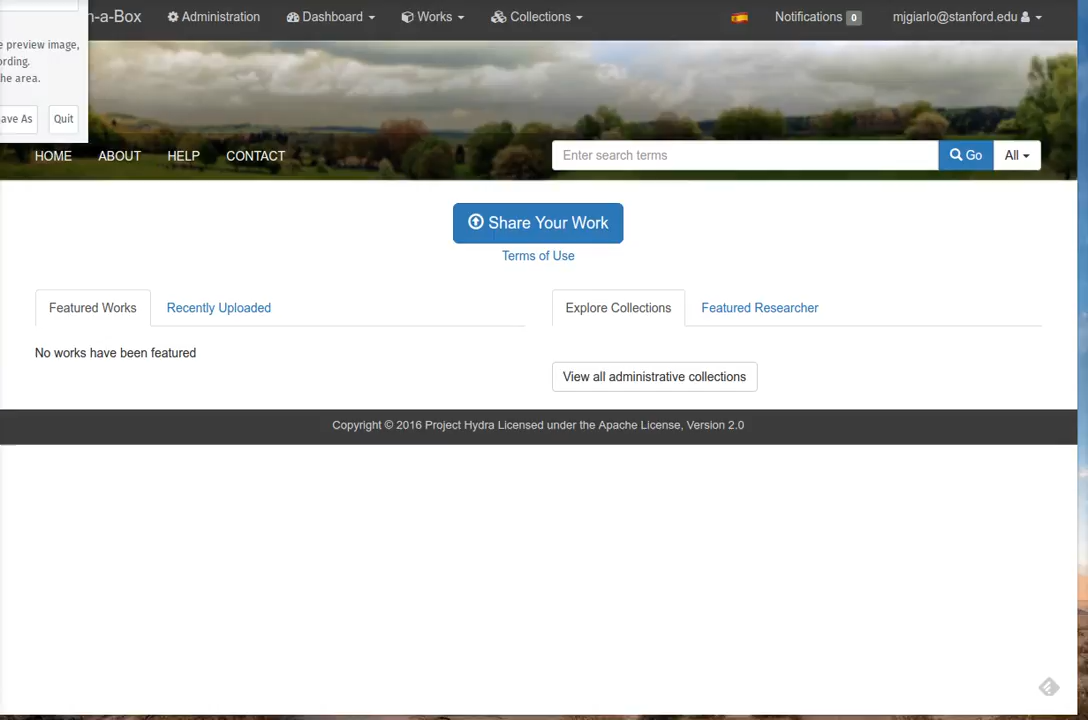 n-a-Box Administration Dashboard Works Collections Notifications 0 mjgiarlo@stanford.edu
e preview image,
ording.
he area.
ave As Quit
HOME ABOUT HELP CONTACT Enter search terms Go All
Share Your Work
Terms of Use
Featured Works Recently Uploaded Explore Collections Featured Researcher
No works have been featured
View all administrative collections
Copyright © 2016 Project Hydra Licensed under the Apache License, Version 2.0